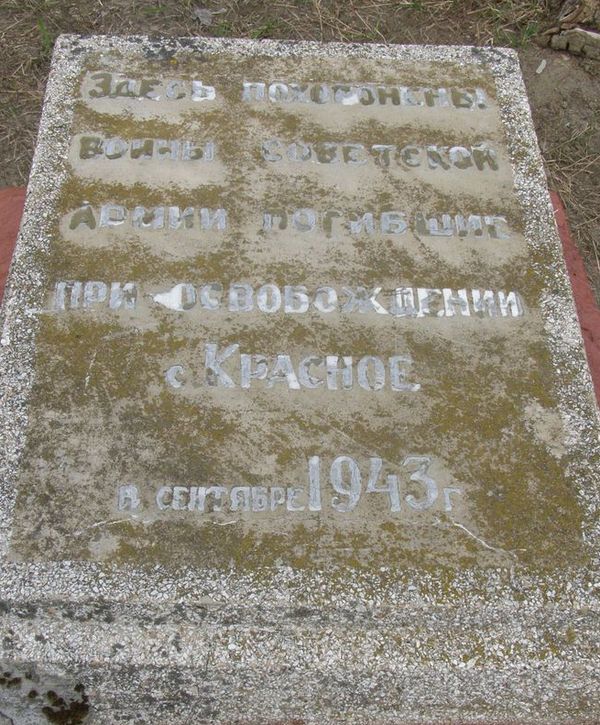 Здесь похоронены
воины Советской
Армии погибшие
при освобождении
с Красное
в сентябре 1943 г